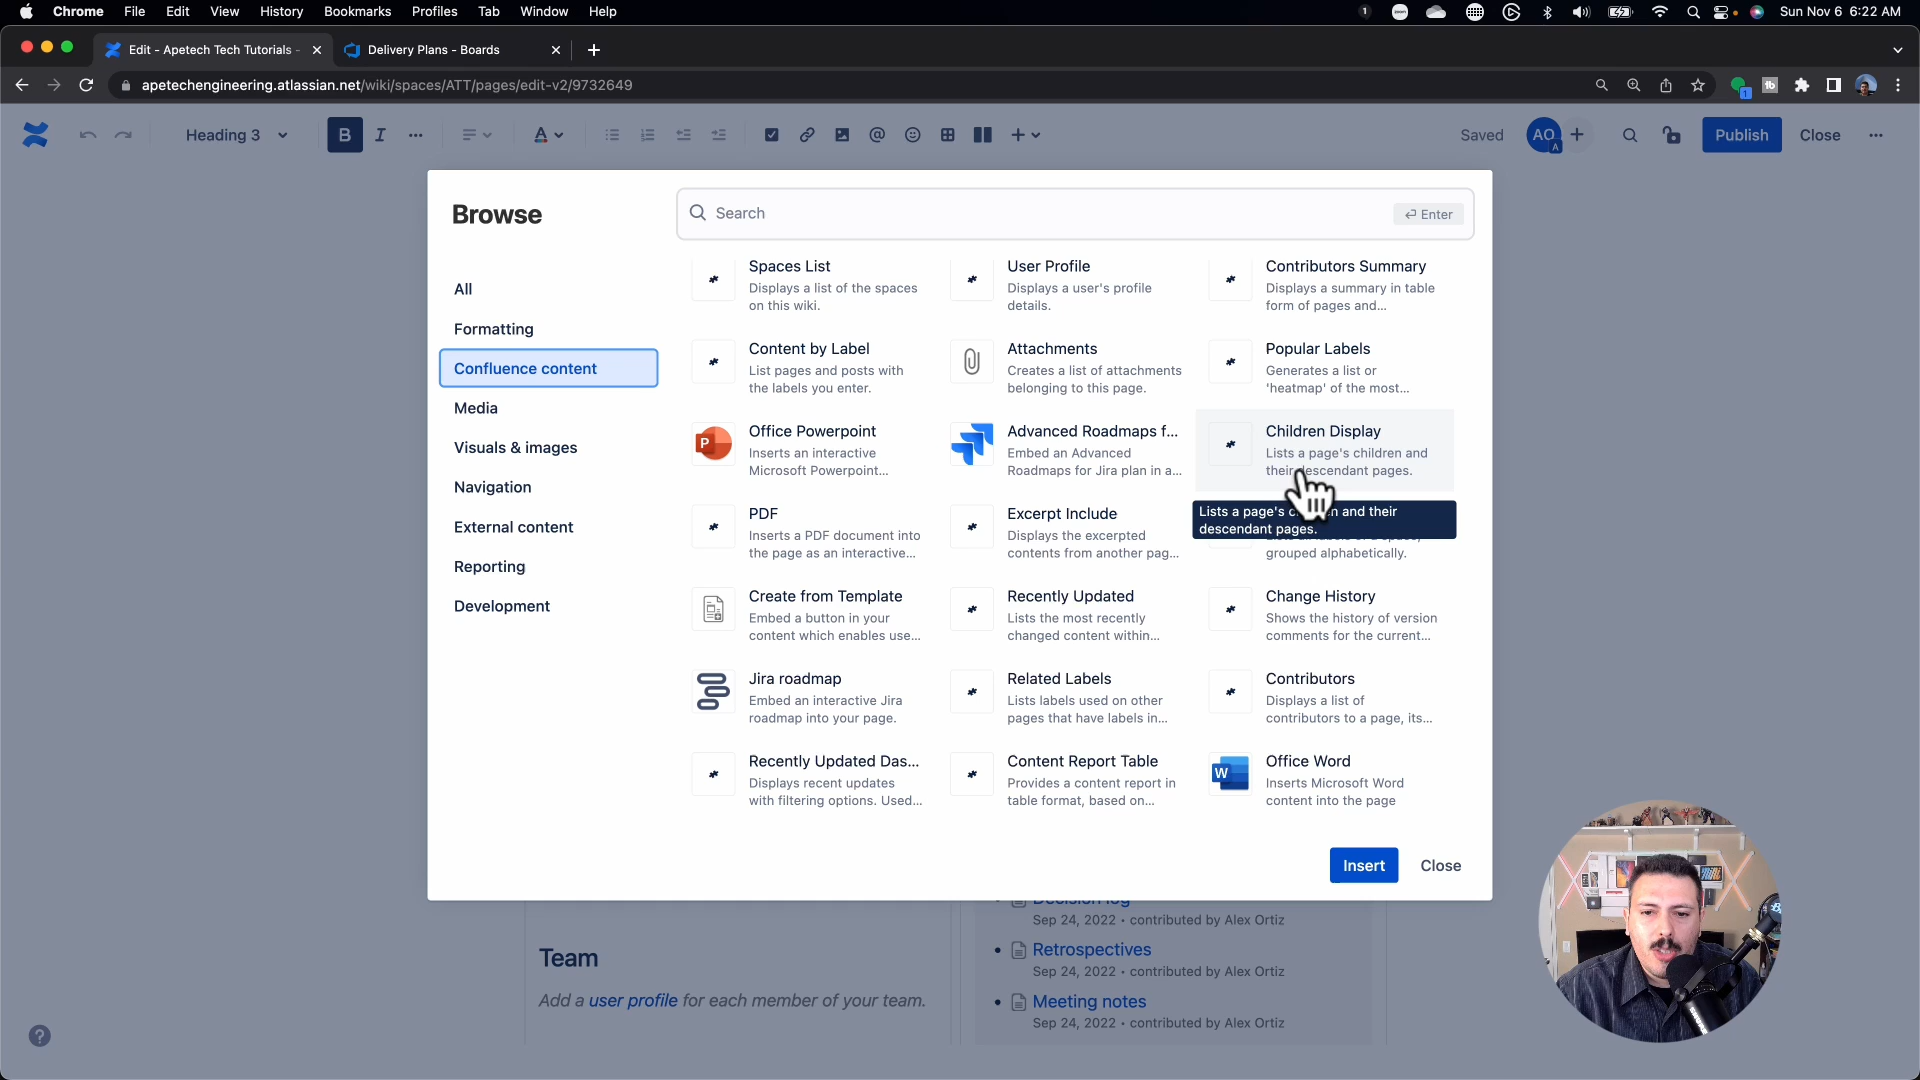 Chrome File Edit View History Bookmarks Profiles Tab Window Help 1 zoom Sun Nov 6 6:22 AM
Edit - Apetech Tech Tutorials - Delivery Plans - Boards
apetechengineering.atlassian.net/wiki/spaces/ATT/pages/edit-v2/9732649 1 tb
Heading 3 B I A Saved AO A Publish Close
Browse
Search
Enter
All
Formatting
Confluence content
Media
Visuals & images
Navigation
External content
Reporting
Development
Spaces List
Displays a list of the spaces
on this wiki.
User Profile
Displays a user's profile
details.
Contributors Summary
Displays a summary in table
form of pages and...
Content by Label
List pages and posts with
the labels you enter.
Attachments
Creates a list of attachments
belonging to this page.
Popular Labels
Generates a list or
'heatmap' of the most...
P
Office Powerpoint
Inserts an interactive
Microsoft Powerpoint...
Advanced Roadmaps f...
Embed an Advanced
Roadmaps for Jira plan in a...
Children Display
Lists a page's children and
their descendant pages.
PDF
Inserts a PDF document into
the page as an interactive...
Excerpt Include
Displays the excerpted
contents from another pag...
Lists a page's and their
descendant pages.
grouped alphabetically.
Create from Template
Embed a button in your
content which enables use...
Recently Updated
Lists the most recently
changed content within...
Change History
Shows the history of version
comments for the current...
Jira roadmap
Embed an interactive Jira
roadmap into your page.
Related Labels
Lists labels used on other
pages that have labels in...
Contributors
Displays a list of
contributors to a page, its...
Recently Updated Das...
Displays recent updates
with filtering options. Used...
Content Report Table
Provides a content report in
table format, based on...
W
Office Word
Inserts Microsoft Word
content into the page
Insert Close
Team
Add a user profile for each member of your team.
Decision log
Sep 24, 2022 • contributed by Alex Ortiz
Retrospectives
Sep 24, 2022 • contributed by Alex Ortiz
Meeting notes
Sep 24, 2022 • contributed by Alex Ortiz
?